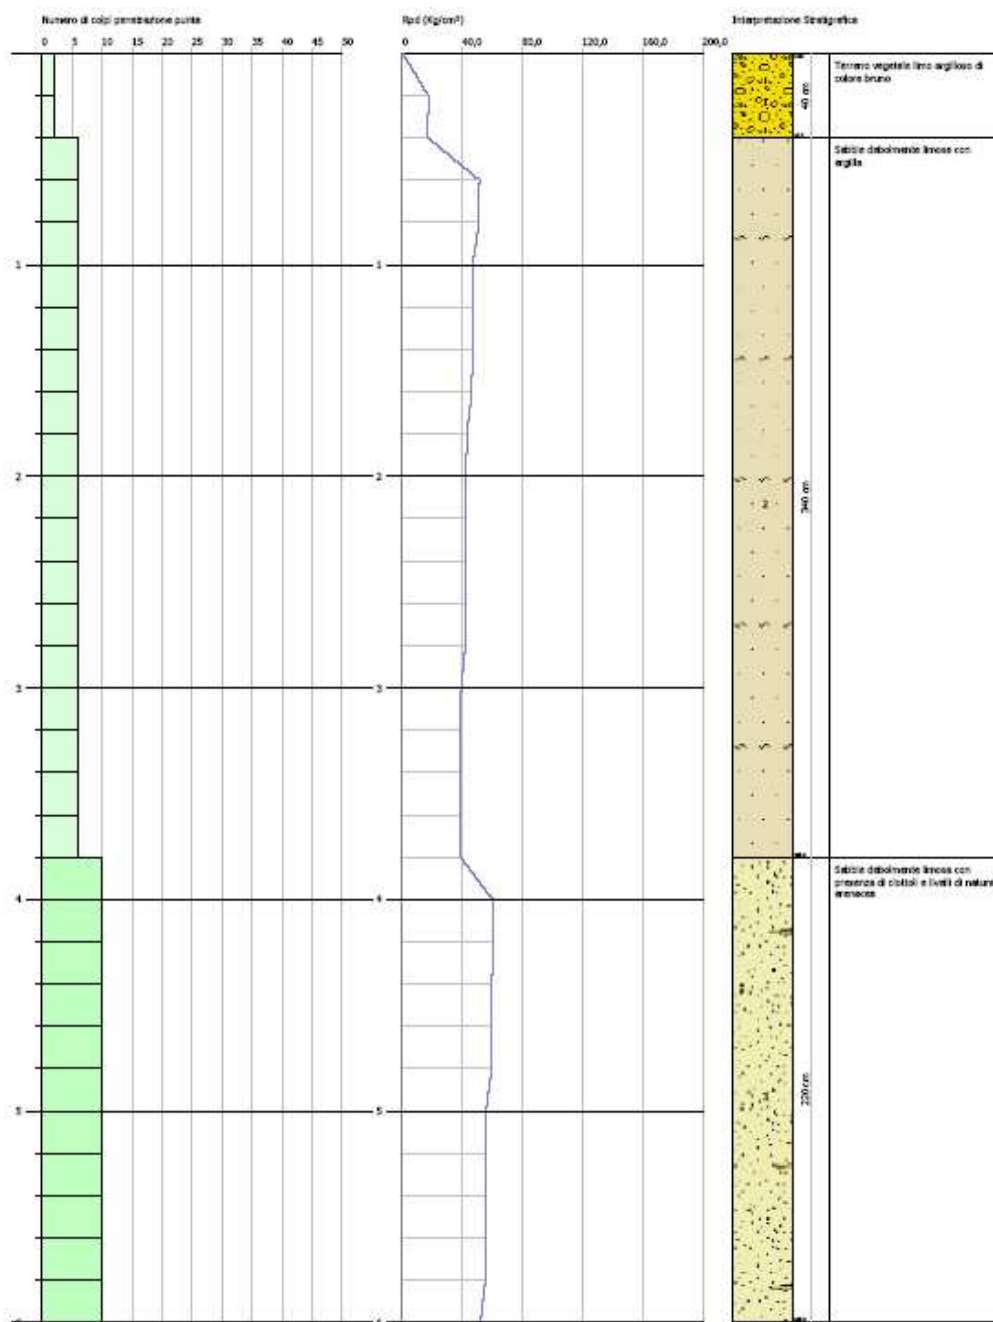 Numero di colpi penetrazione punta
Rpd (Kg/cm²)
Interpretazione Stratigrafica
0 5 10 15 20 25 30 35 40 45 50
0 40,0 80,0 120,0 160,0 200,0
Terreno vegetale limo argilloso di
colore bruno
40 cm
1
Sabbie debolmente limose con
argilla
1 1
2 2
2
340 cm
3 3
Sabbie debolmente limose con
presenza di ciottoli e livelli di natura
arenacea
4 4
3
220 cm
5 5